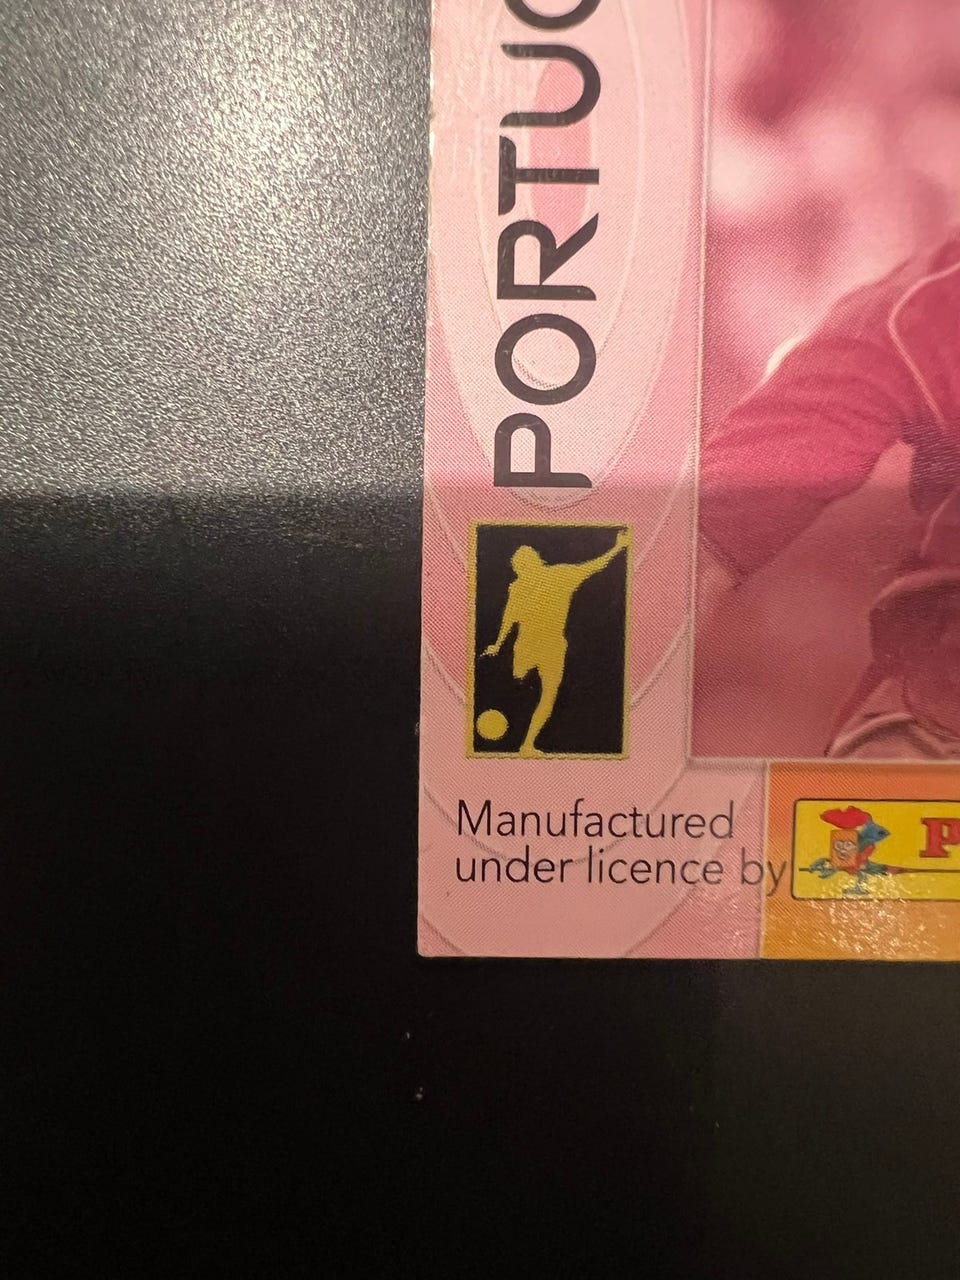 PORTUG
Manufactured
under licence by
P